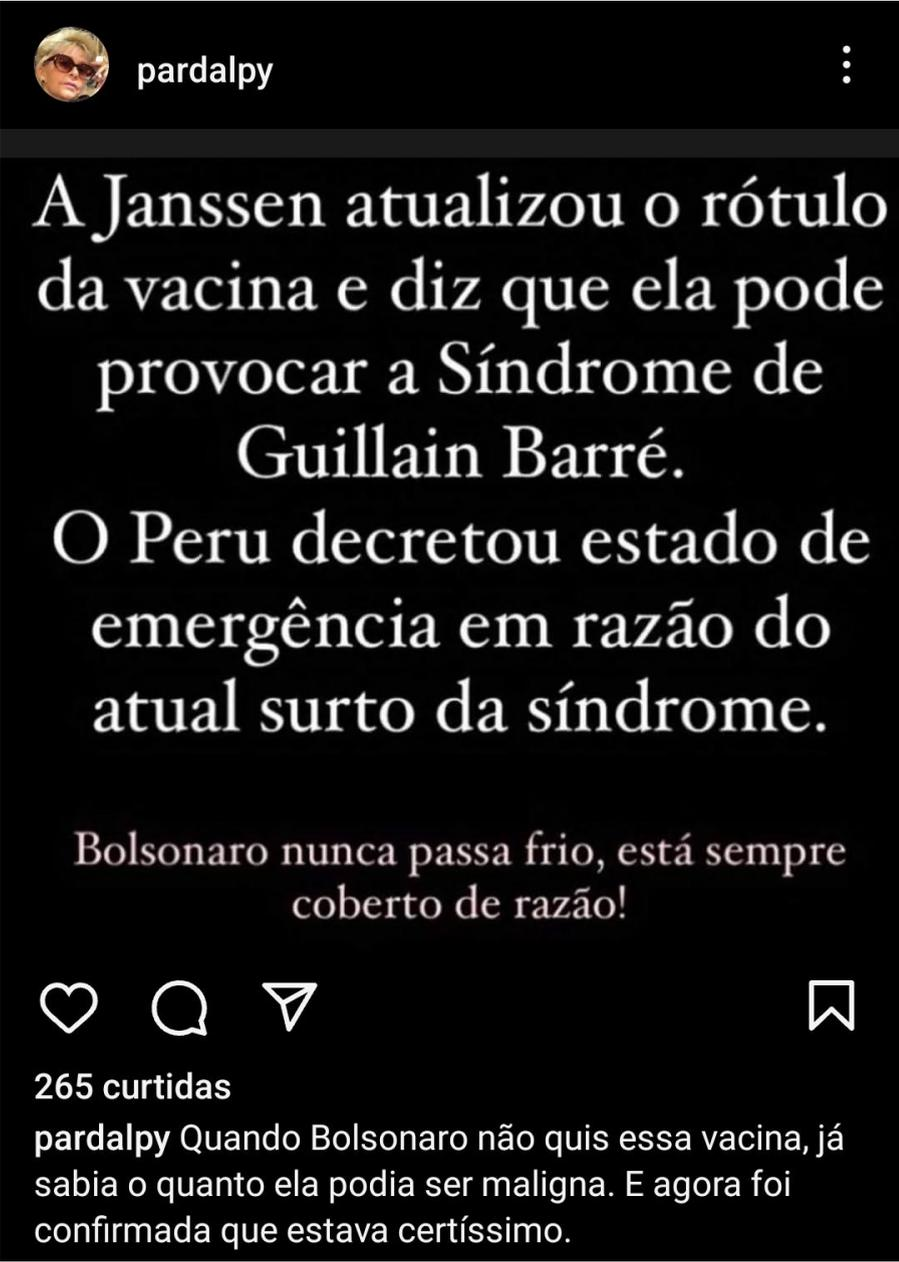 pardalpy
A Janssen atualizou o rótulo
da vacina e diz que ela pode
provocar a Síndrome de
Guillain Barré.
O Peru decretou estado de
emergência em razão do
atual surto da síndrome.
Bolsonaro nunca passa frio, está sempre
coberto de razão!
265 curtidas
pardalpy Quando Bolsonaro não quis essa vacina, já
sabia o quanto ela podia ser maligna. E agora foi
confirmada que estava certíssimo.